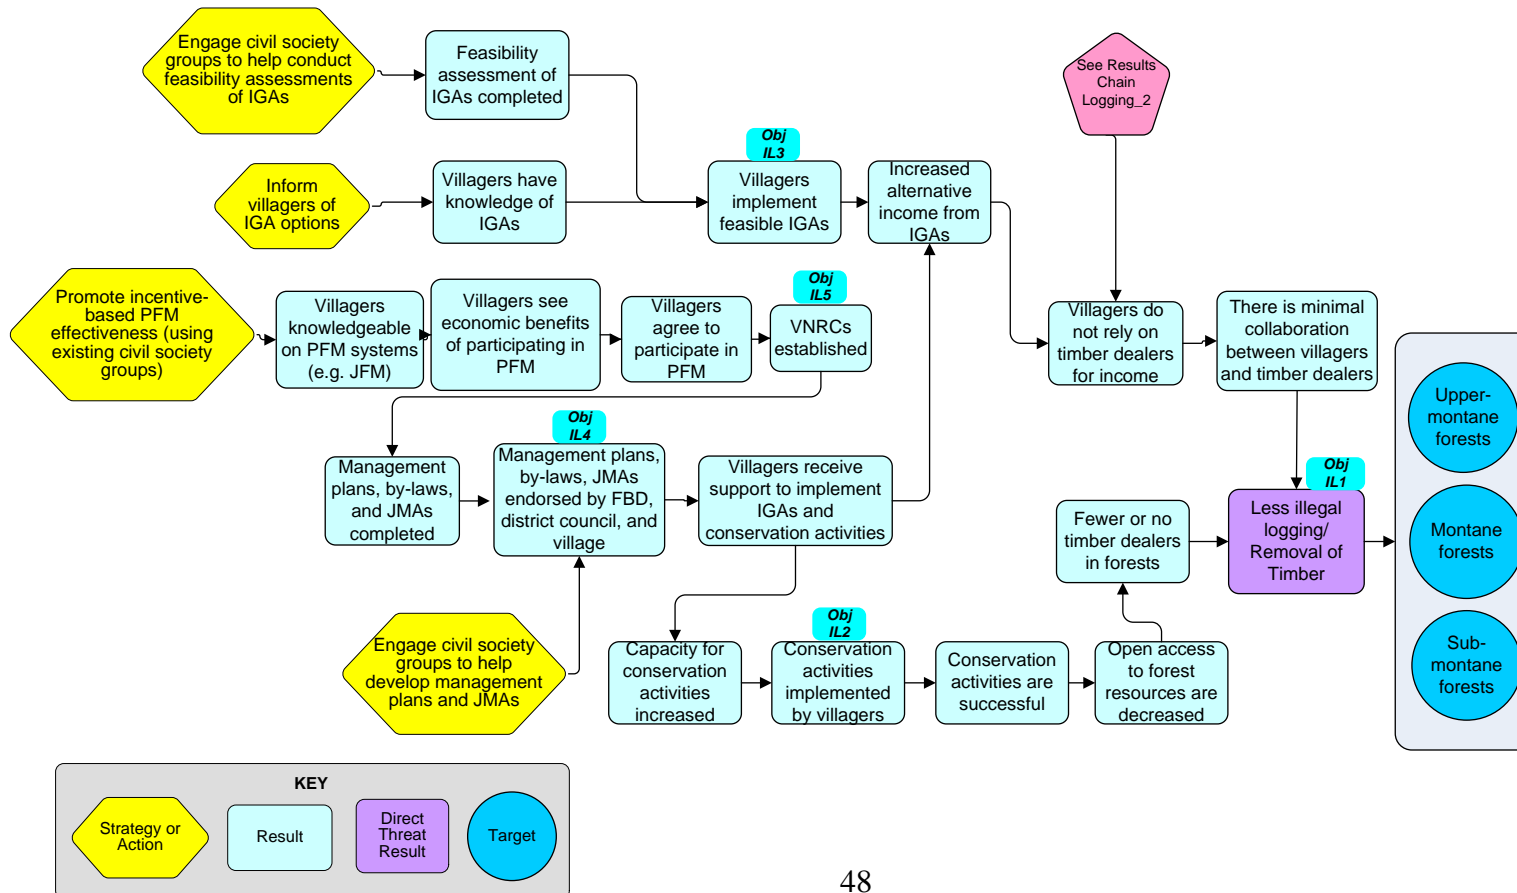 Engage civil society
groups to help conduct
feasibility assessments
of IGAs
Feasibility
assessment of
IGAs completed
See Results
Chain
Logging_2
Inform
villagers of
IGA options
Villagers have
knowledge of
IGAs
Obj
IL3
Villagers
implement
feasible IGAs
Increased
alternative
income from
IGAs
Promote incentive-
based PFM
effectiveness (using
existing civil society
groups)
Villagers
knowledgeable
on PFM systems
(e.g. JFM)
Villagers see
economic benefits
of participating in
PFM
Villagers
agree to
participate in
PFM
Obj
IL5
VNRCs
established
Villagers do
not rely on
timber dealers
for income
There is minimal
collaboration
between villagers
and timber dealers
Management
plans, by-laws,
and JMAs
completed
Obj
IL4
Management plans,
by-laws, JMAs
endorsed by FBD,
district council, and
village
Villagers receive
support to implement
IGAs and
conservation activities
Fewer or no
timber dealers
in forests
Obj
IL1
Less illegal
logging/
Removal of
Timber
Upper-
montane
forests
Montane
forests
Sub-
montane
forests
Engage civil society
groups to help
develop management
plans and JMAs
Capacity for
conservation
activities
increased
Obj
IL2
Conservation
activities
implemented
by villagers
Conservation
activities are
successful
Open access
to forest
resources are
decreased
KEY
Strategy or
Action
Result
Direct
Threat
Result
Target
48